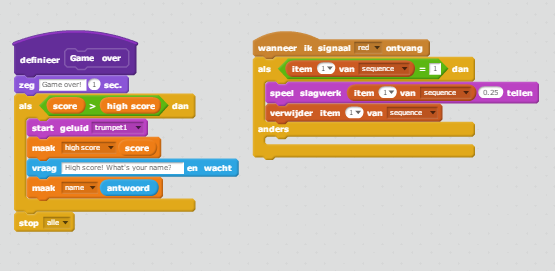 definieer Game over
zeg Game over! 1 sec.
als score > high score dan
start geluid trumpet1
maak high score score
vraag High score! What's your name? en wacht
maak name antwoord
stop alle
wanneer ik signaal red ontvang
als item 1 van sequence = 1 dan
speel slagwerk item 1 van sequence 0.25 tellen
verwijder item 1 van sequence
anders